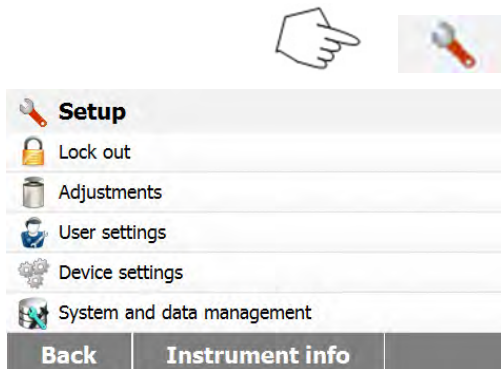 Setup
Lock out
Adjustments
User settings
Device settings
System and data management
Back Instrument info